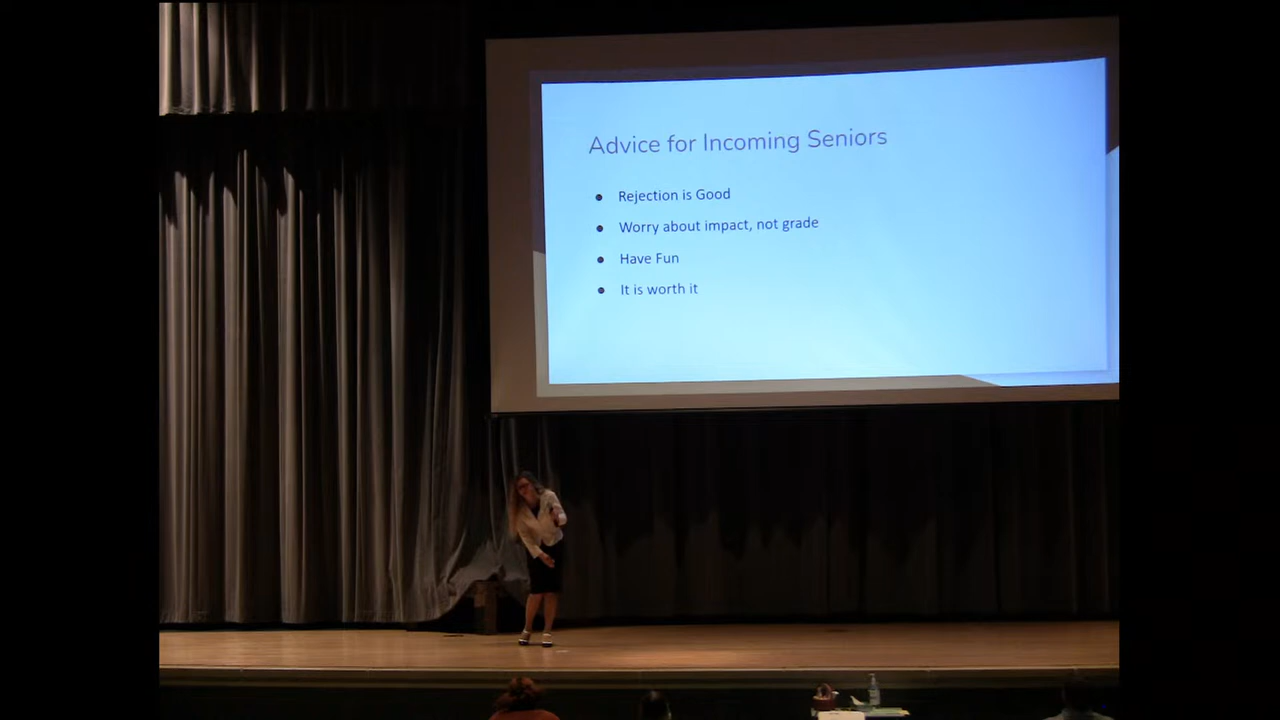 Advice for Incoming Seniors
Rejection is Good
Worry about impact, not grade
Have Fun
It is worth it